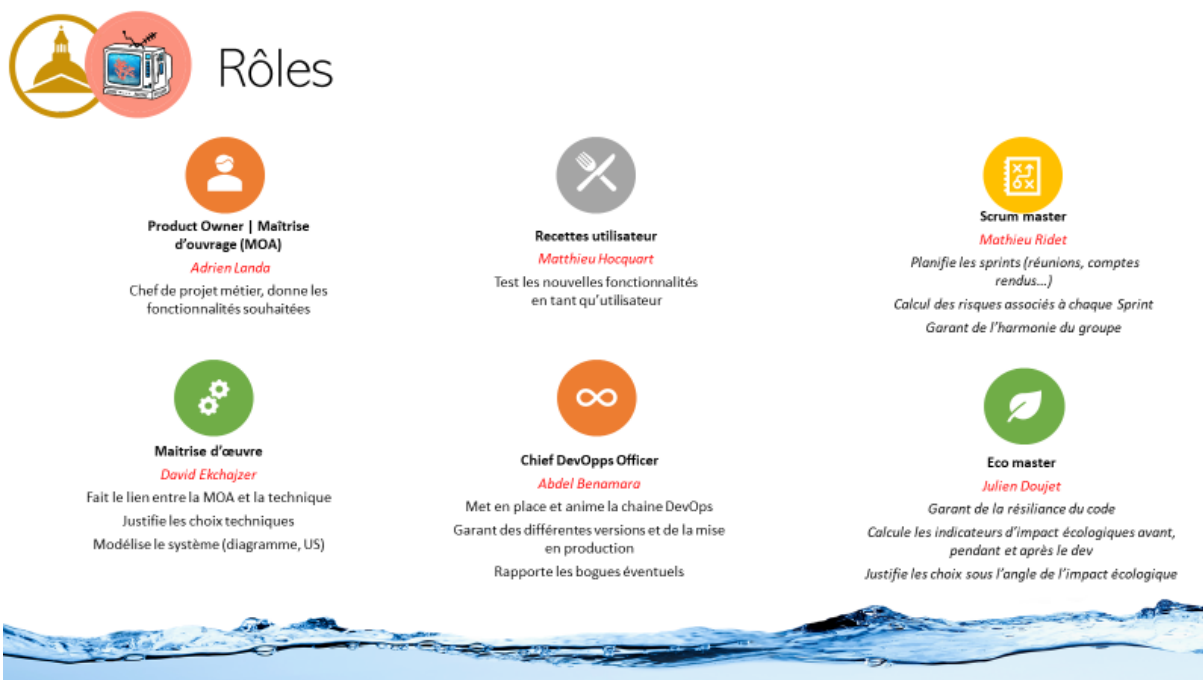 Rôles
Product Owner | Maîtrise
d'ouvrage (MOA)
Adrien Landa
Chef de projet métier, donne les
fonctionnalités souhaitées
Recettes utilisateur
Matthieu Hocquart
Test les nouvelles fonctionnalités
en tant qu'utilisateur
Scrum master
Mathieu Ridet
Planifie les sprints (réunions, comptes
rendus...)
Calcul des risques associés à chaque Sprint
Garant de l'harmonie du groupe
Maitrise d'œuvre
David Ekchajzer
Fait le lien entre la MOA et la technique
Justifie les choix techniques
Modélise le système (diagramme, US)
Chief DevOpps Officer
Abdel Benamara
Met en place et anime la chaine DevOps
Garant des différentes versions et de la mise
en production
Rapporte les bogues éventuels
Eco master
Julien Doujet
Garant de la résiliance du code
Calcule les indicateurs d'impact écologiques avant,
pendant et après le dev
Justifie les choix sous l'angle de l'impact écologique